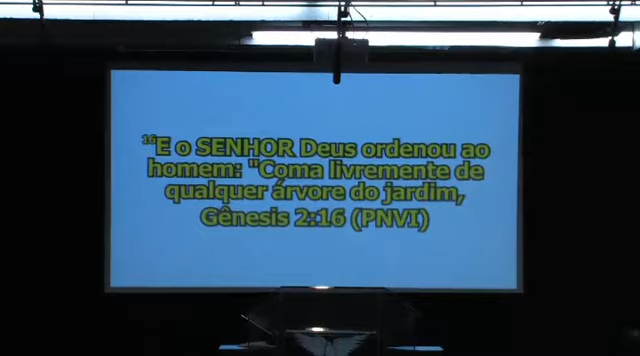 ¹⁶E o SENHOR Deus ordenou ao
homem: "Coma livremente de
qualquer árvore do jardim,
Gênesis 2:16 (PNVI)